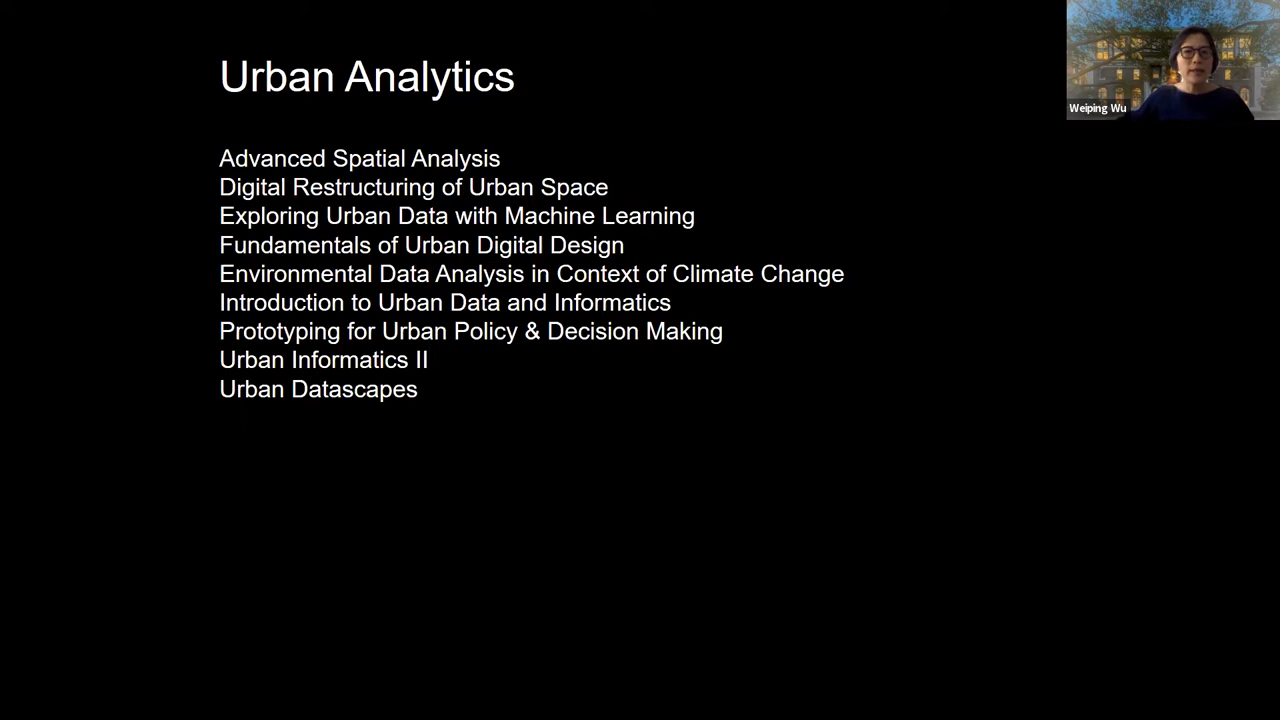 Urban Analytics
Weiping Wu
Advanced Spatial Analysis
Digital Restructuring of Urban Space
Exploring Urban Data with Machine Learning
Fundamentals of Urban Digital Design
Environmental Data Analysis in Context of Climate Change
Introduction to Urban Data and Informatics
Prototyping for Urban Policy & Decision Making
Urban Informatics II
Urban Datascapes